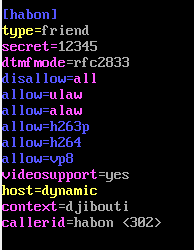 [habon]
type=friend
secret=12345
dtmfmode=rfc2833
disallow=all
allow=ulaw
allow=alaw
allow=h263p
allow=h264
allow=vp8
videosupport=yes
host=dynamic
context=djibouti
callerid=habon <302>